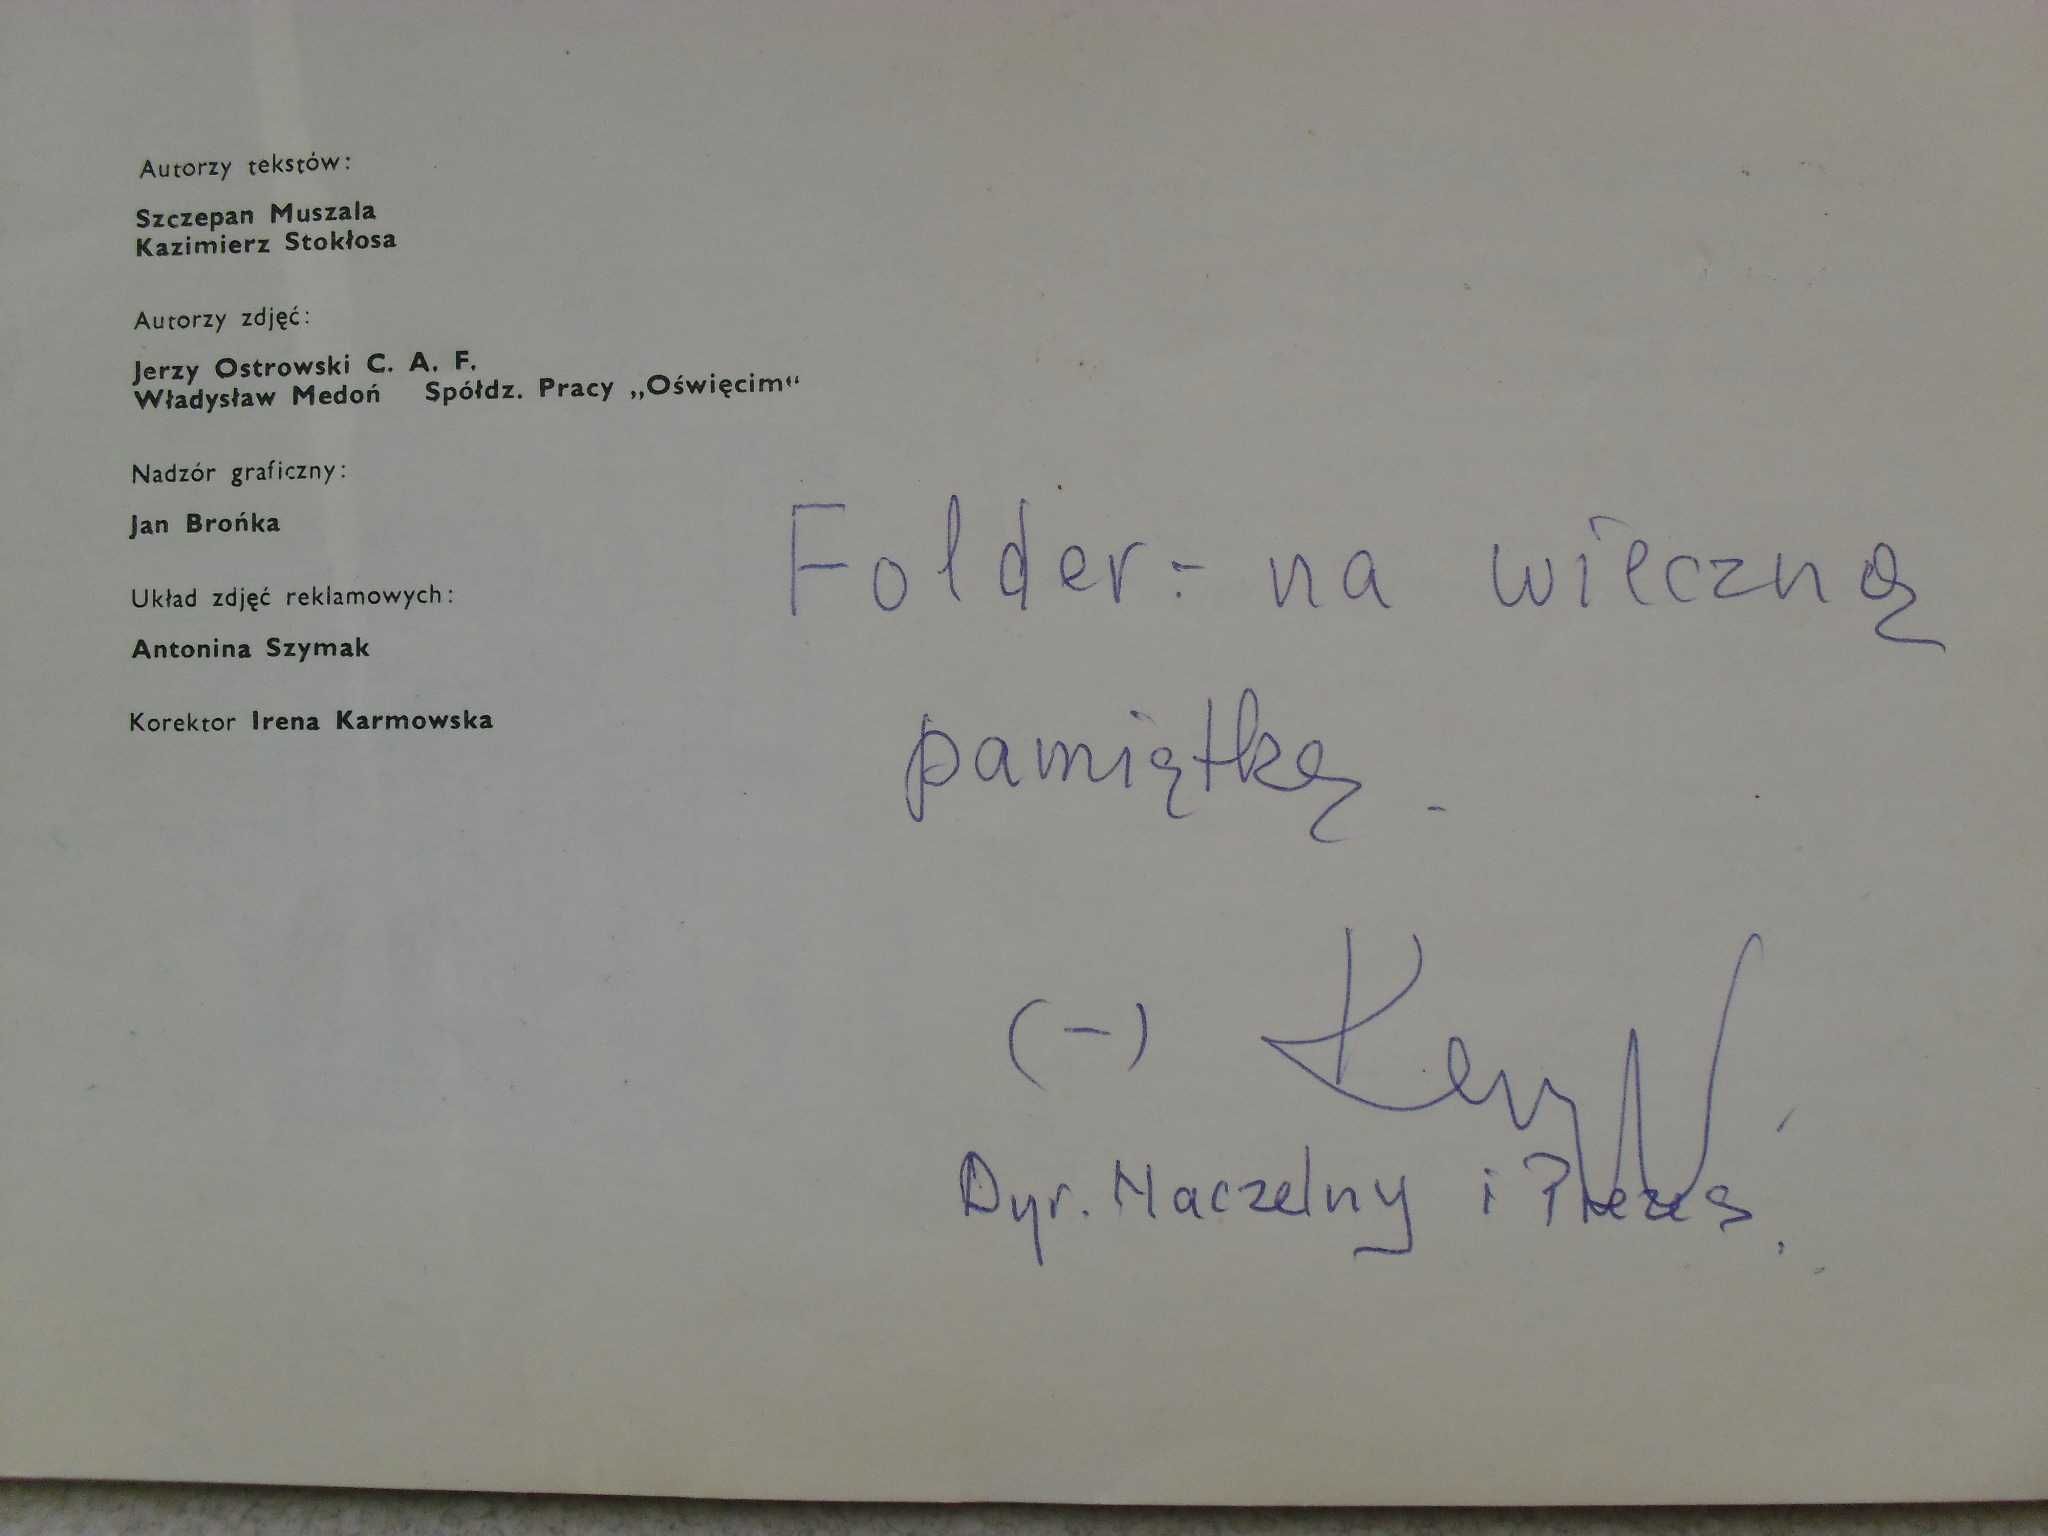 Autorzy tekstów:
Szczepan Muszala
Kazimierz Stokłosa
Autorzy zdjęć:
Jerzy Ostrowski C. A. F.
Władysław Medoń Spółdz. Pracy „Oświęcim“
Nadzór graficzny:
Jan Brońka
Układ zdjęć reklamowych:
Antonina Szymak
Korektor Irena Karmowska
Folder:- na wieczną
pamiątkę -
(-)
Dyr. Naczelny i Prezes.